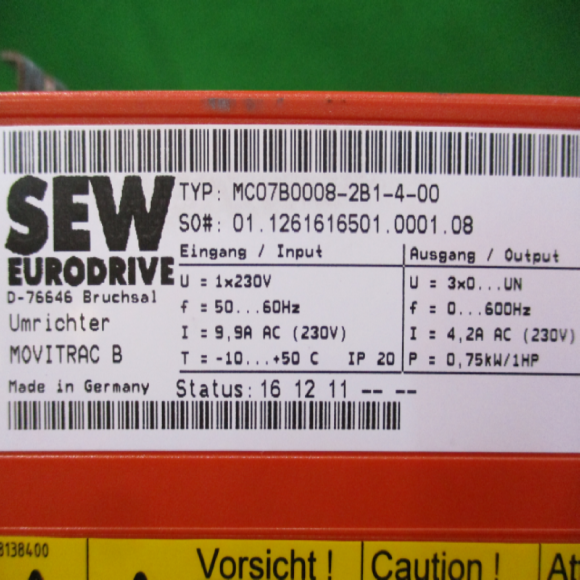 SEW
EURODRIVE
D-76646 Bruchsal
Umrichter
MOVITRAC B
Made in Germany
TYP: MC07B0008-2B1-4-00
SO#: 01.1261616501.0001.08
Eingang / Input
U = 1x230V
f = 50...60Hz
I = 9,9A AC (230V)
T = -10...+50 C IP 20
Ausgang / Output
U = 3x0...UN
f = 0...600Hz
I = 4,2A AC (230V)
P = 0,75kW/1HP
Status: 16 12 11 -- --
8138400
Vorsicht !
Caution !